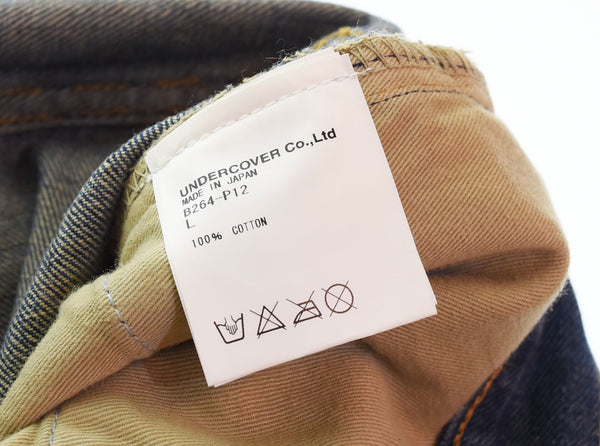 UNDERCOVER Co.,Ltd
MADE IN JAPAN
B264-P12
L
100% COTTON